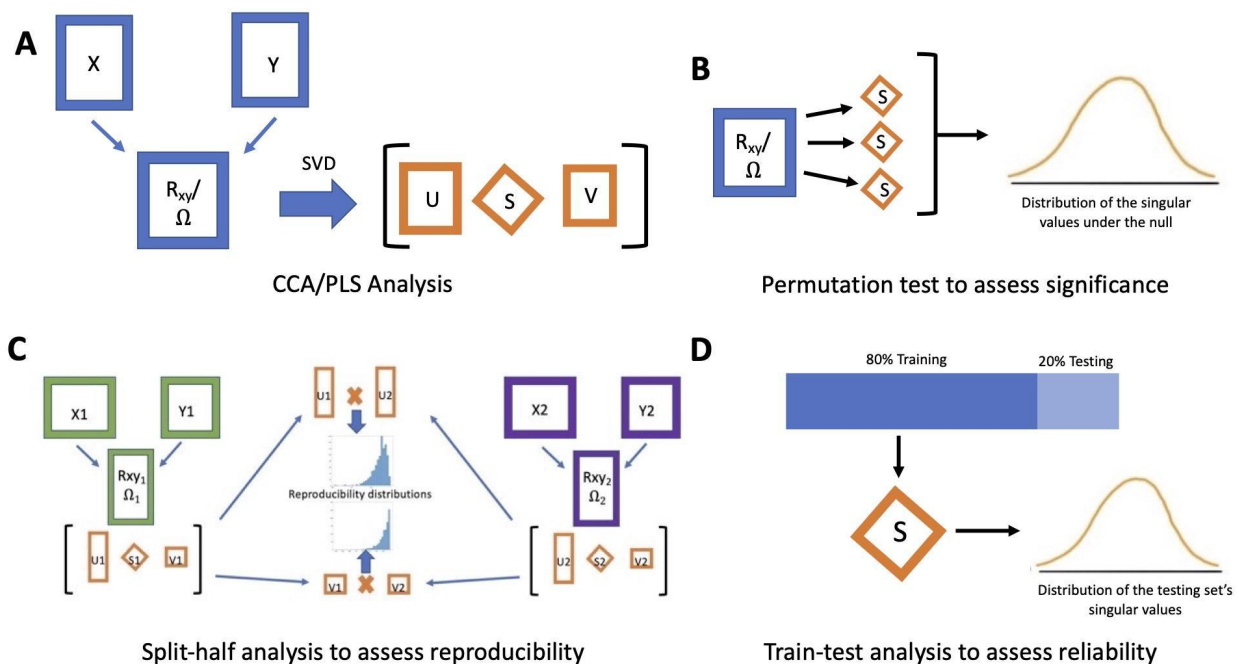 A
X
Y
R_xy/
Ω
SVD
U
S
V
CCA/PLS Analysis
B
R_xy/
Ω
S
S
S
Distribution of the singular
values under the null
Permutation test to assess significance
C
X1
Y1
Rxy₁
Ω₁
U1
S1
V1
U1
U2
Reproducibility distributions
V1
V2
X2
Y2
Rxy₂
Ω₂
U2
S2
V2
Split-half analysis to assess reproducibility
D
80% Training
20% Testing
S
Distribution of the testing set's
singular values
Train-test analysis to assess reliability